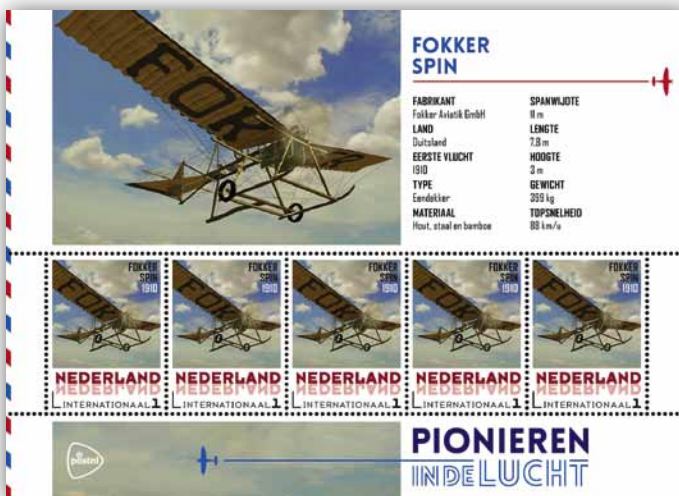 FOKKER
SPIN
FOKKER
FABRIKANT
Fokker Aviatik GmbH
LAND
Duitsland
EERSTE VLUCHT
1910
TYPE
Eendekker
MATERIAAL
Hout, staal en bamboe
SPANWIJDTE
11 m
LENGTE
7,8 m
HOOGTE
3 m
GEWICHT
399 kg
TOPSNELHEID
88 km/u
FOKKER
SPIN
1910
NEDERLAND
INTERNATIONAAL 1
FOKKER
SPIN
1910
NEDERLAND
INTERNATIONAAL 1
FOKKER
SPIN
1910
NEDERLAND
INTERNATIONAAL 1
FOKKER
SPIN
1910
NEDERLAND
INTERNATIONAAL 1
FOKKER
SPIN
1910
NEDERLAND
INTERNATIONAAL 1
postnl
PIONIEREN
IN DE LUCHT